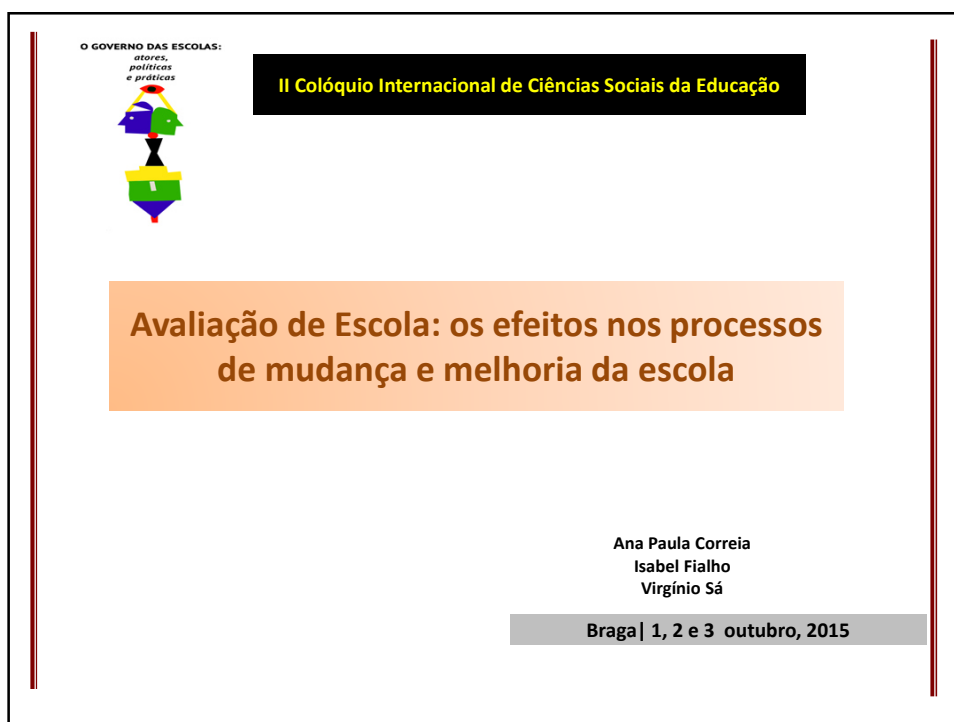 O GOVERNO DAS ESCOLAS:
atores,
políticas
e práticas
II Colóquio Internacional de Ciências Sociais da Educação
Avaliação de Escola: os efeitos nos processos
de mudança e melhoria da escola
Ana Paula Correia
Isabel Fialho
Virgínio Sá
Braga| 1, 2 e 3 outubro, 2015